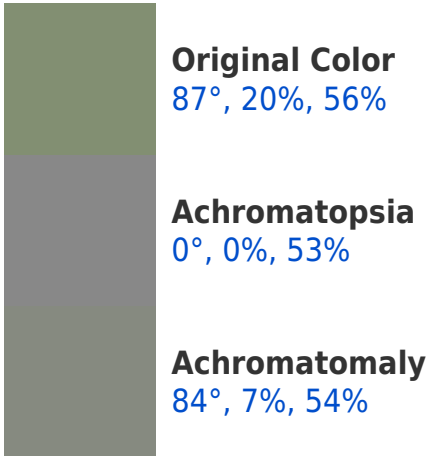 Original Color
87°, 20%, 56%
Achromatopsia
0°, 0%, 53%
Achromatomaly
84°, 7%, 54%